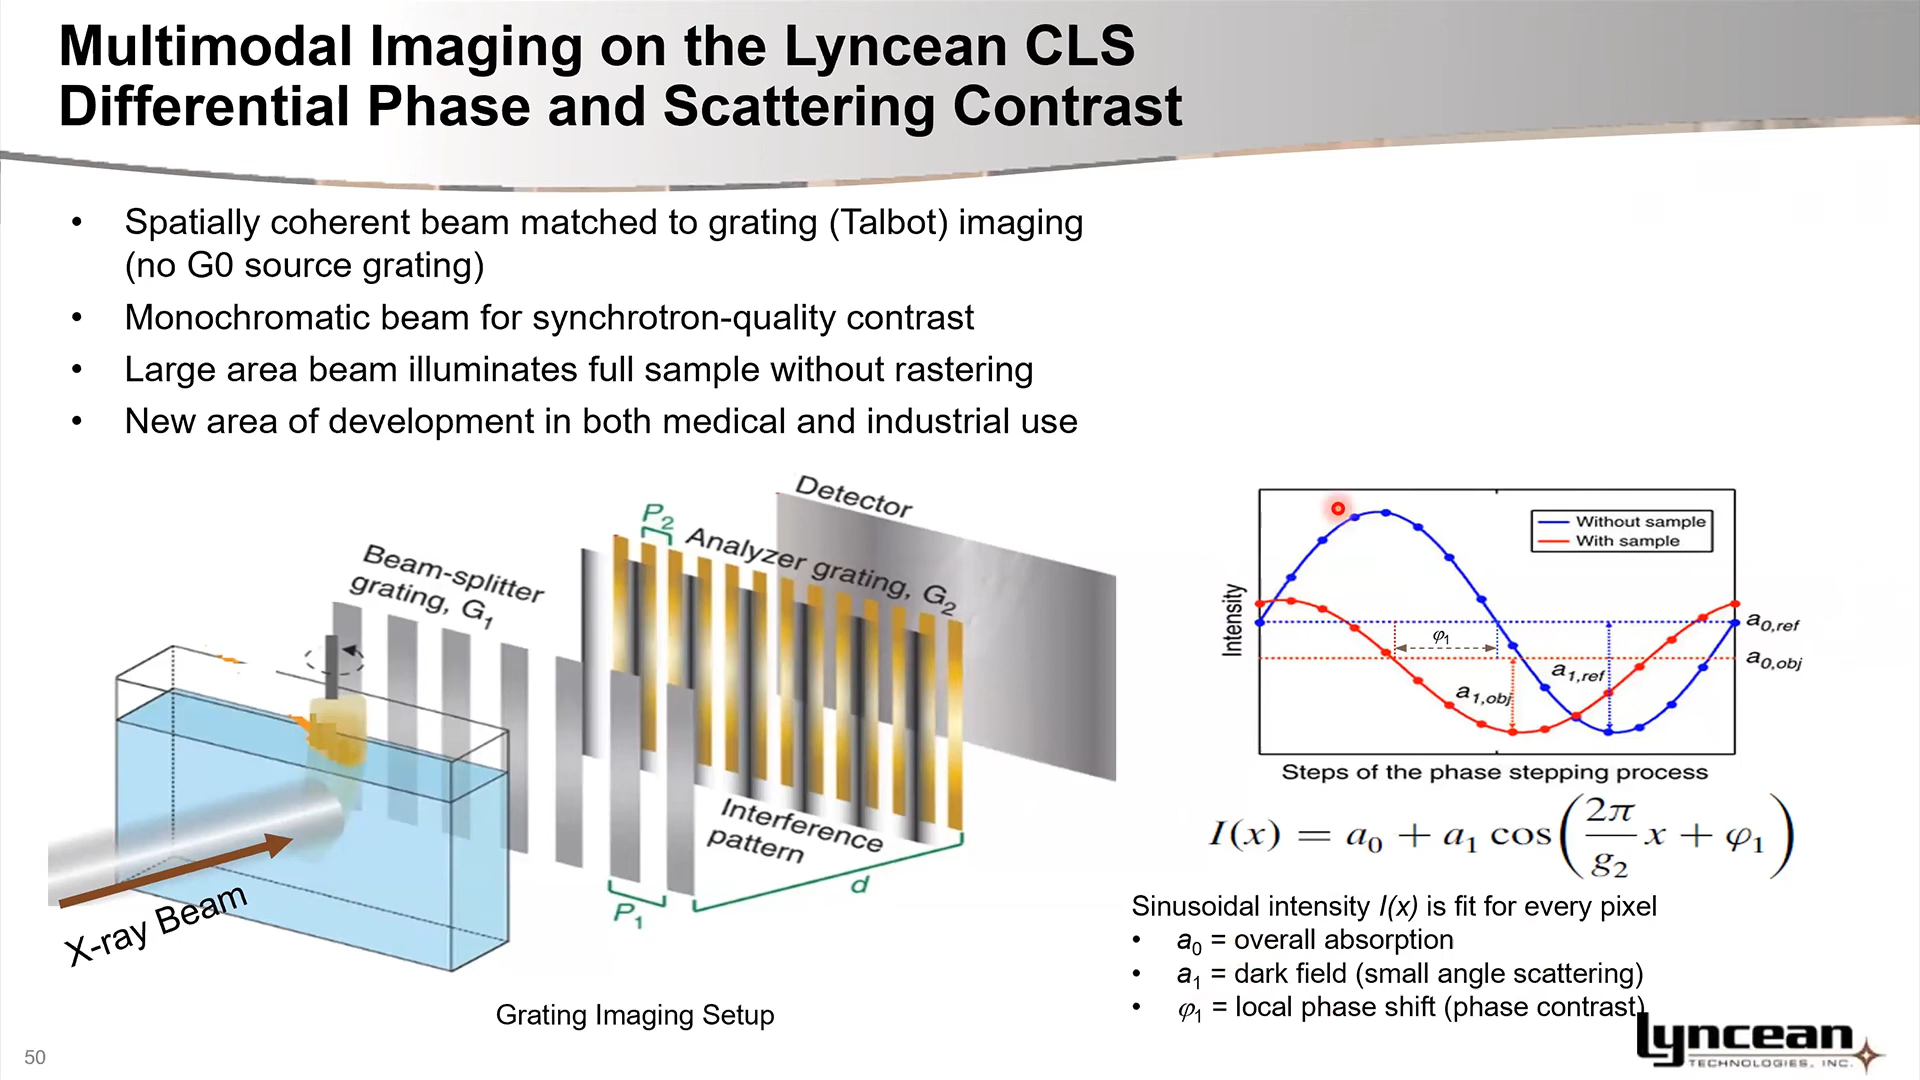 Multimodal Imaging on the Lyncean CLS
Differential Phase and Scattering Contrast
• Spatially coherent beam matched to grating (Talbot) imaging
(no G0 source grating)
• Monochromatic beam for synchrotron-quality contrast
• Large area beam illuminates full sample without rastering
• New area of development in both medical and industrial use
Detector
P₂
Analyzer grating, G₂
Beam-splitter
grating, G₁
Interference
pattern
d
P₁
X-ray Beam
Grating Imaging Setup
Without sample
With sample
Intensity
φ₁
a₀,ref
a₀,obj
a₁,ref
a₁,obj
Steps of the phase stepping process
I(x) = a₀ + a₁ cos(2π/g₂ x + φ₁)
Sinusoidal intensity I(x) is fit for every pixel
• a₀ = overall absorption
• a₁ = dark field (small angle scattering)
• φ₁ = local phase shift (phase contrast)
lyncean
TECHNOLOGIES, INC.
50